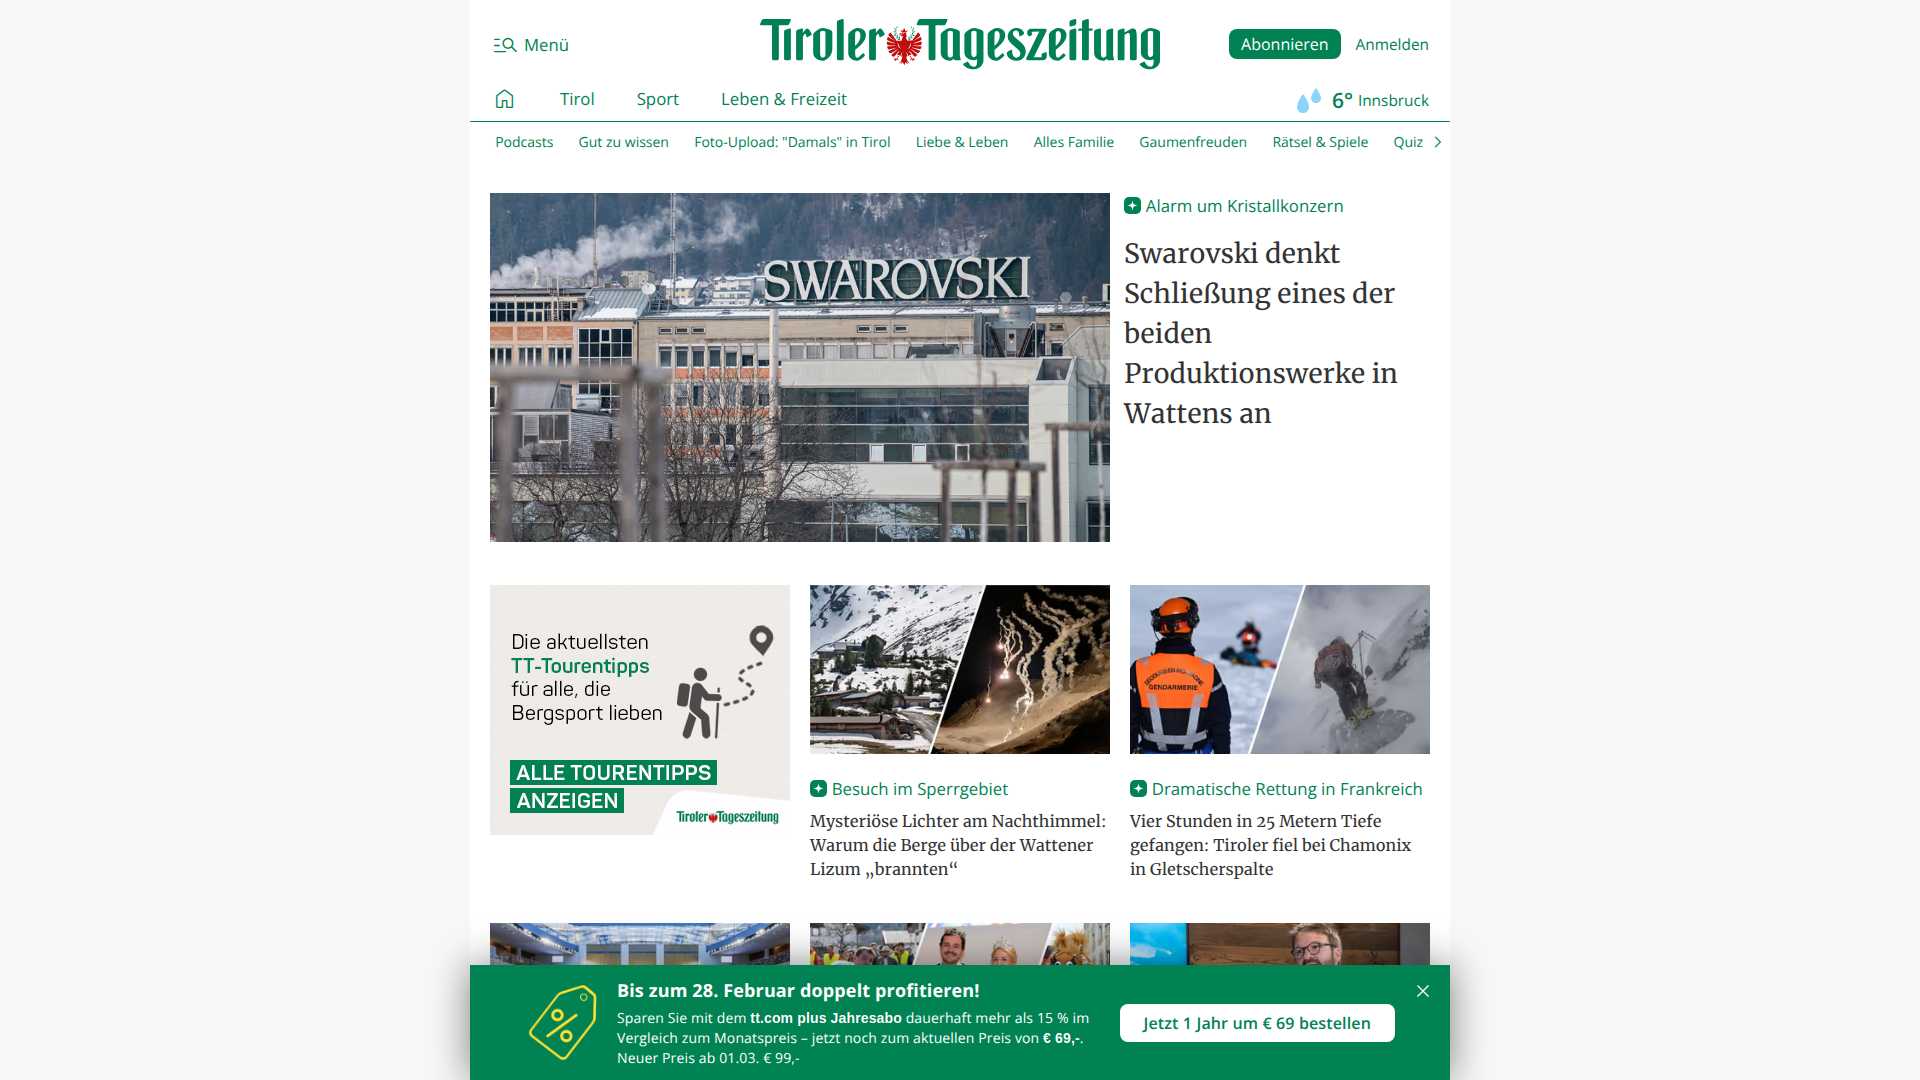 Menü
Tiroler Tageszeitung
Abonnieren
Anmelden
Tirol
Sport
Leben & Freizeit
6° Innsbruck
Podcasts
Gut zu wissen
Foto-Upload: "Damals" in Tirol
Liebe & Leben
Alles Familie
Gaumenfreuden
Rätsel & Spiele
Quiz
SWAROVSKI
Alarm um Kristallkonzern
Swarovski denkt
Schließung eines der
beiden
Produktionswerke in
Wattens an
Die aktuellsten
TT-Tourentipps
für alle, die
Bergsport lieben
ALLE TOURENTIPPS
ANZEIGEN
Tiroler Tageszeitung
Besuch im Sperrgebiet
Mysteriöse Lichter am Nachthimmel:
Warum die Berge über der Wattener
Lizum „brannten“
GENDARMERIE
Dramatische Rettung in Frankreich
Vier Stunden in 25 Metern Tiefe
gefangen: Tiroler fiel bei Chamonix
in Gletscherspalte
Bis zum 28. Februar doppelt profitieren!
Sparen Sie mit dem tt.com plus Jahresabo dauerhaft mehr als 15 % im
Vergleich zum Monatspreis – jetzt noch zum aktuellen Preis von € 69,-.
Neuer Preis ab 01.03. € 99,-
Jetzt 1 Jahr um € 69 bestellen